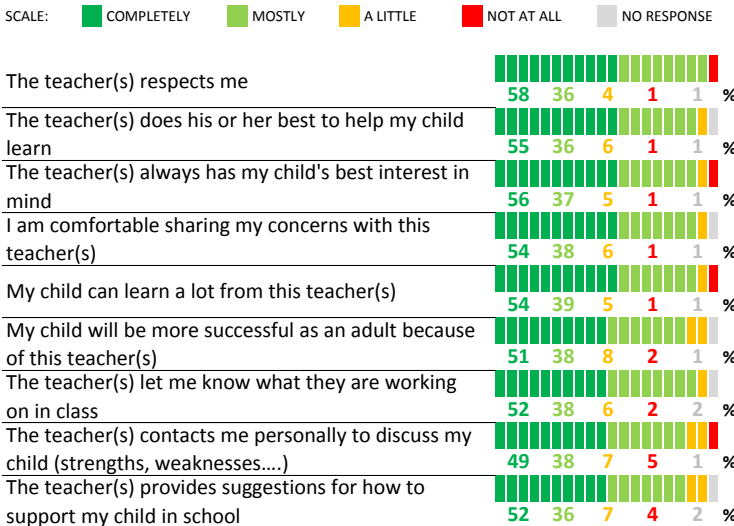 SCALE: COMPLETELY MOSTLY A LITTLE NOT AT ALL NO RESPONSE
The teacher(s) respects me
58 36 4 1 1 %
The teacher(s) does his or her best to help my child
learn
55 36 6 1 1 %
The teacher(s) always has my child's best interest in
mind
56 37 5 1 1 %
I am comfortable sharing my concerns with this
teacher(s)
54 38 6 1 1 %
My child can learn a lot from this teacher(s)
54 39 5 1 1 %
My child will be more successful as an adult because
of this teacher(s)
51 38 8 2 1 %
The teacher(s) let me know what they are working
on in class
52 38 6 2 2 %
The teacher(s) contacts me personally to discuss my
child (strengths, weaknesses....)
49 38 7 5 1 %
The teacher(s) provides suggestions for how to
support my child in school
52 36 7 4 2 %